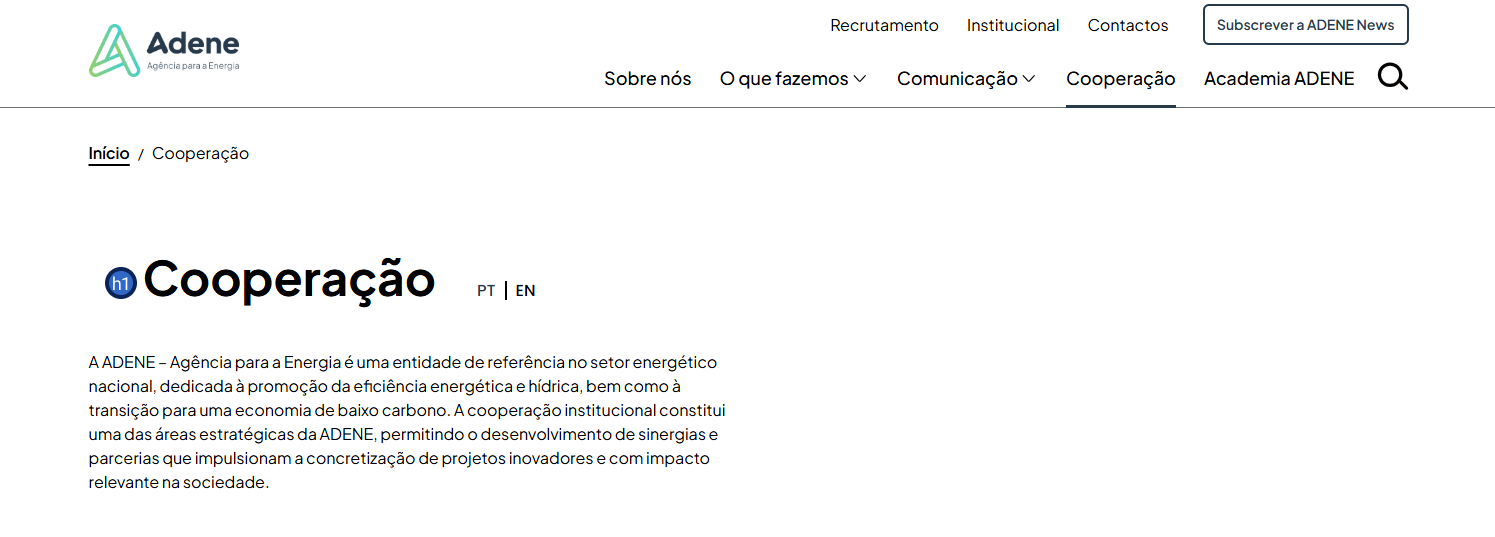 Recrutamento Institucional Contactos Subscrever a ADENE News
Adene
Agência para a Energia
Sobre nós O que fazemos Comunicação Cooperação Academia ADENE
Início / Cooperação
h1 Cooperação PT | EN
A ADENE – Agência para a Energia é uma entidade de referência no setor energético
nacional, dedicada à promoção da eficiência energética e hídrica, bem como à
transição para uma economia de baixo carbono. A cooperação institucional constitui
uma das áreas estratégicas da ADENE, permitindo o desenvolvimento de sinergias e
parcerias que impulsionam a concretização de projetos inovadores e com impacto
relevante na sociedade.